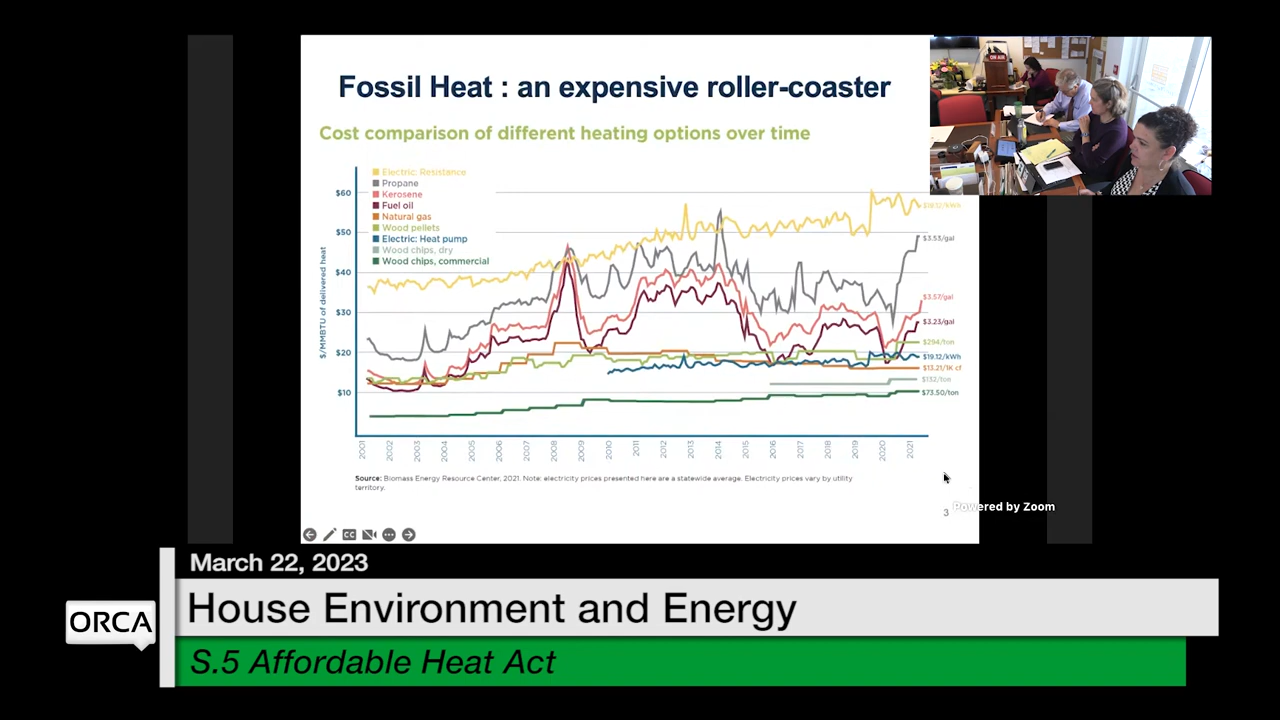 Fossil Heat : an expensive roller-coaster
Cost comparison of different heating options over time
ON AIR
$/MMBTU of delivered heat
$60
$50
$40
$30
$20
$10
Electric: Resistance
Propane
Kerosene
Fuel oil
Natural gas
Wood pellets
Electric: Heat pump
Wood chips, dry
Wood chips, commercial
$3.53/gal
$3.57/gal
$3.23/gal
$294/ton
$19.12/kWh
$13.21/1K cf
$132/ton
$73.50/ton
2001
2002
2003
2004
2005
2006
2007
2008
2009
2010
2011
2012
2013
2014
2015
2016
2017
2018
2019
2020
2021
Source: Biomass Energy Resource Center, 2021. Note: electricity prices presented here are a statewide average. Electricity prices vary by utility
territory.
3
Powered by Zoom
CC
March 22, 2023
ORCA
House Environment and Energy
S.5 Affordable Heat Act